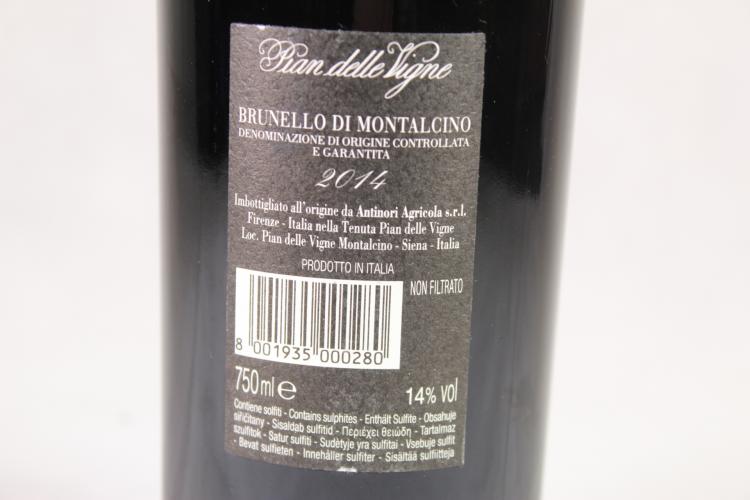 Pian delle Vigne
BRUNELLO DI MONTALCINO
DENOMINAZIONE DI ORIGINE CONTROLLATA
E GARANTITA
2014
Imbottigliato all'origine da Antinori Agricola s.r.l.
Firenze - Italia nella Tenuta Pian delle Vigne
Loc. Pian delle Vigne Montalcino - Siena - Italia
PRODOTTO IN ITALIA
NON FILTRATO
8 001935 000280
750ml e
14% vol
Contiene solfiti - Contains sulphites - Enthält Sulfite - Obsahuje
siřičitany - Sisaldab sulfitid - Περιέχει θειώδη - Tartalmaz
szulfitok - Satur sulfīti - Sudėtyje yra sulfitai - Vsebuje sulfit
- Bevat sulfieten - Innehåller sulfiter - Sisältää sulfiitteja